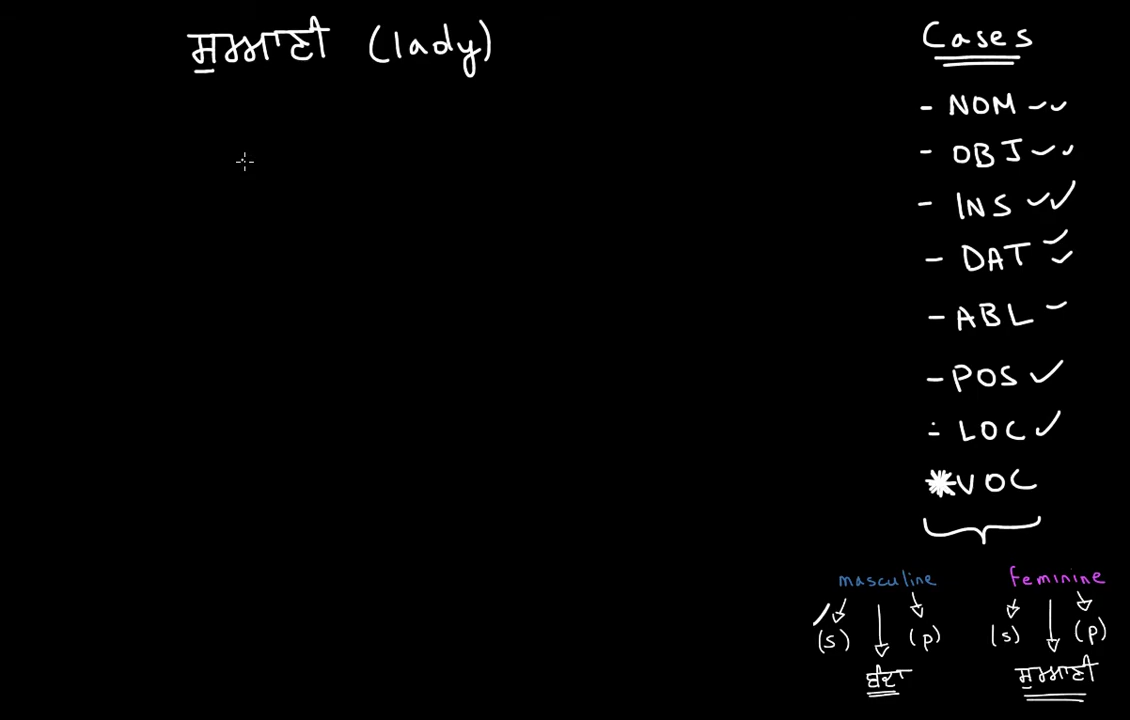 ਸੁਆਣੀ (lady)
Cases
- NOM
- OBJ
- INS
- DAT
- ABL
- POS
- LOC
VOC
masculine feminine
(s) (p) (s) (p)
ਬੰਦਾ ਸੁਆਣੀ